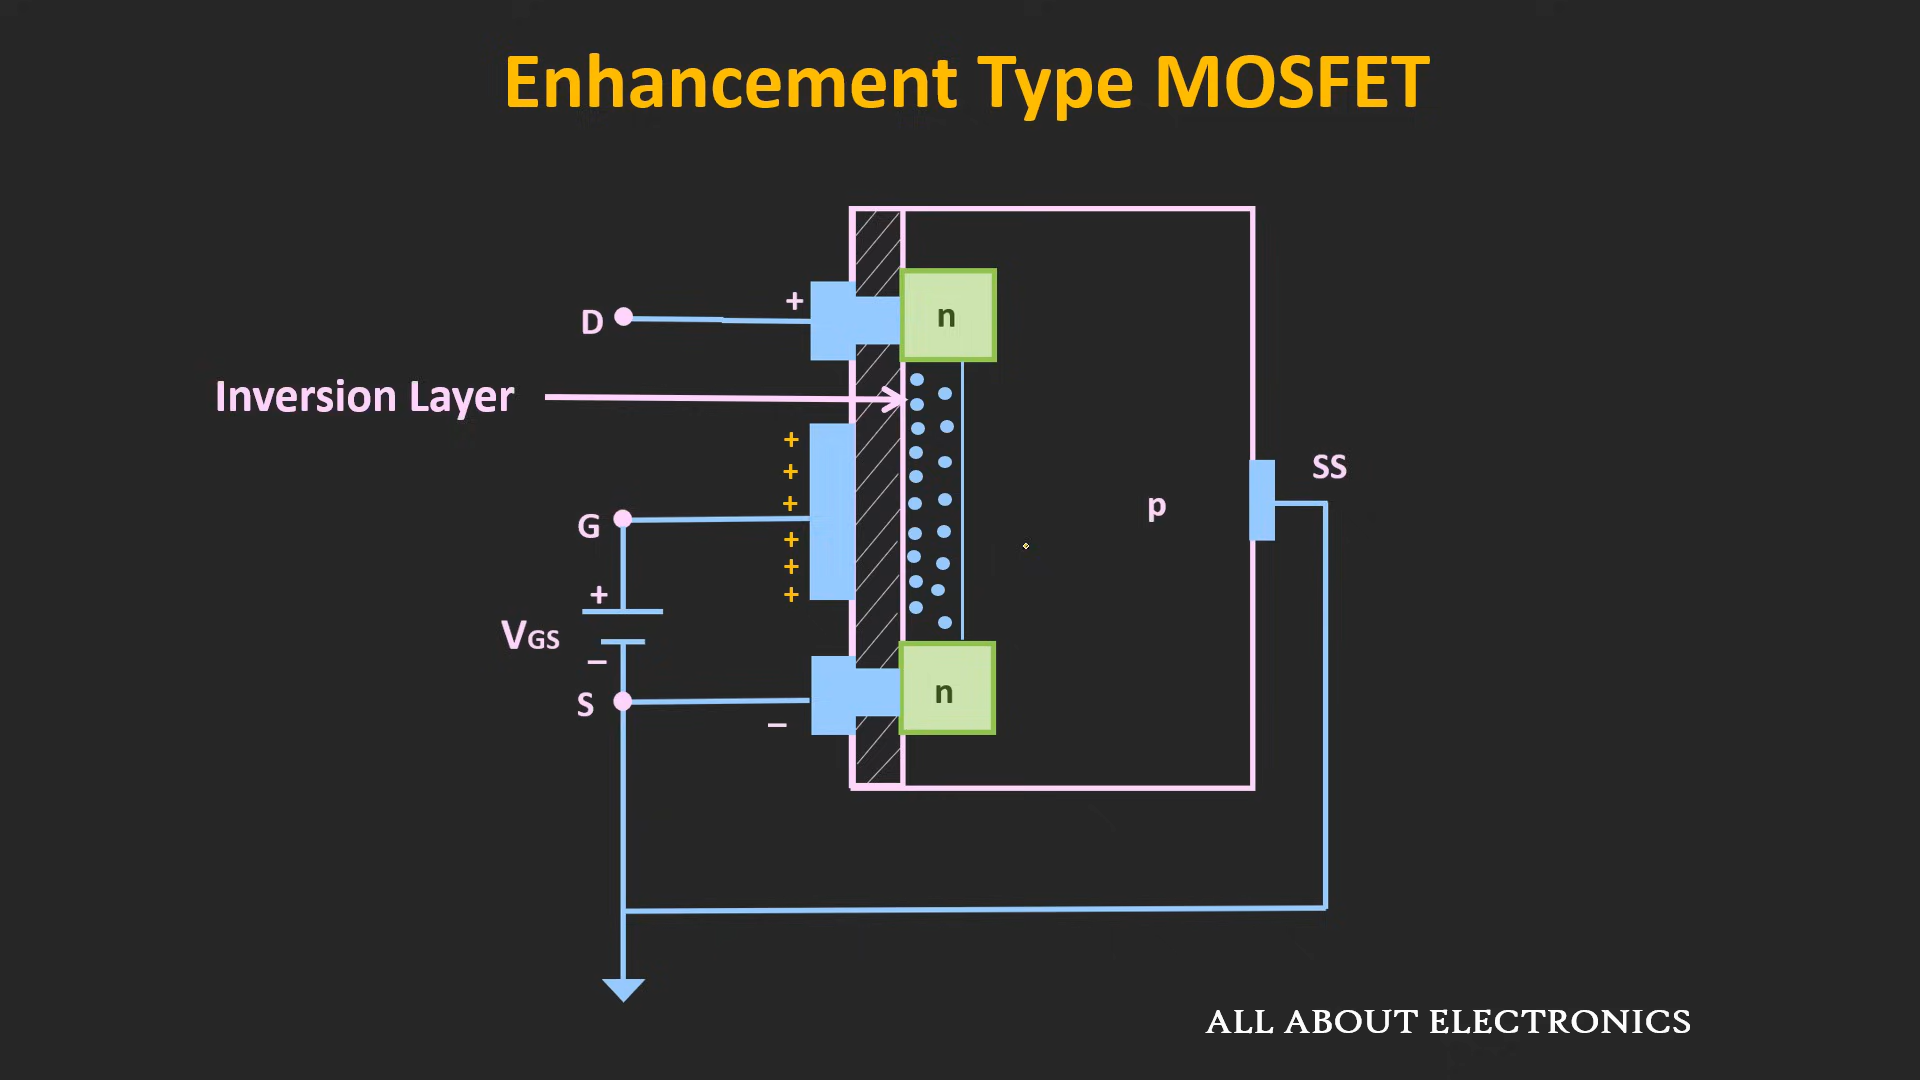 Enhancement Type MOSFET
+
D
n
Inversion Layer
+
+
+
+
+
+
G
p
SS
+
VGS
–
S
–
n
ALL ABOUT ELECTRONICS